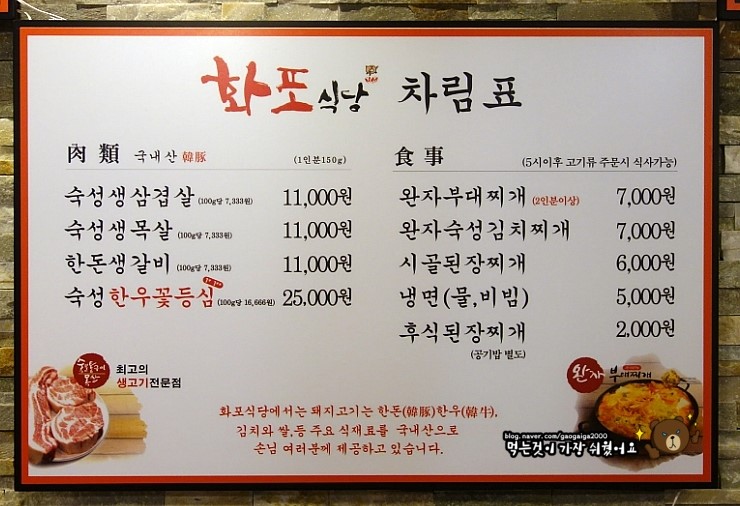 화포식당 차림표
肉類 국내산 韓豚 (1인분150g)
숙성생삼겹살 (100g당 7,333원) 11,000원
숙성생목살 (100g당 7,333원) 11,000원
한돈생갈비 (100g당 7,333원) 11,000원
숙성한우꽃등심 (100g당 16,666원) 25,000원
食事 (5시이후 고기류 주문시 식사가능)
완자부대찌개 (2인분이상) 7,000원
완자숙성김치찌개 7,000원
시골된장찌개 6,000원
냉면(물,비빔) 5,000원
후식된장찌개 2,000원
(공기밥 별도)
최고의
생고기전문점
완자 부대찌개
화포식당에서는 돼지고기는 한돈(韓豚)한우(韓牛),
김치와 쌀,등 주요 식재료를 국내산으로
손님 여러분께 제공하고 있습니다.
blog.naver.com/gaogaiga2000
먹는것이 가장 쉬웠어요